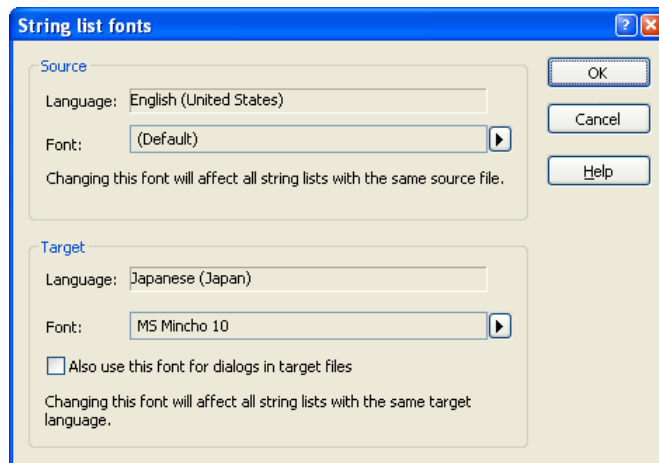 String list fonts
Source
OK
Language: English (United States)
Cancel
Font: (Default)
Help
Changing this font will affect all string lists with the same source file.
Target
Language: Japanese (Japan)
Font: MS Mincho 10
Also use this font for dialogs in target files
Changing this font will affect all string lists with the same target
language.